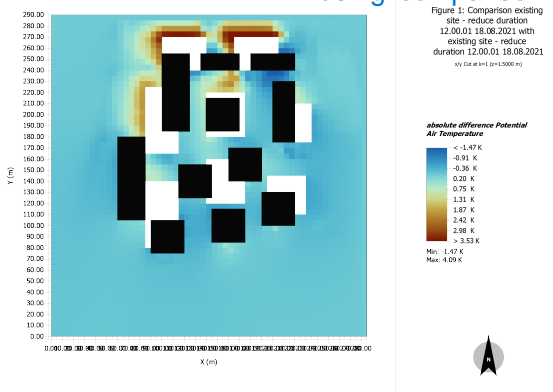 Figure 1: Comparison existing
site - reduce duration
12.00.01 18.08.2021 with
existing site - reduce
duration 12.00.01 18.08.2021
x/y Cut at k=1 (z=1.5000 m)
absolute difference Potential
Air Temperature
< -1.47 K
-0.91 K
-0.36 K
0.20 K
0.75 K
1.31 K
1.87 K
2.42 K
2.98 K
> 3.53 K
Min: -1.47 K
Max: 4.09 K
N
290.00
280.00
270.00
260.00
250.00
240.00
230.00
220.00
210.00
200.00
190.00
180.00
170.00
160.00
150.00
140.00
130.00
120.00
110.00
100.00
90.00
80.00
70.00
60.00
50.00
40.00
30.00
20.00
10.00
0.00
Y (m)
X (m)